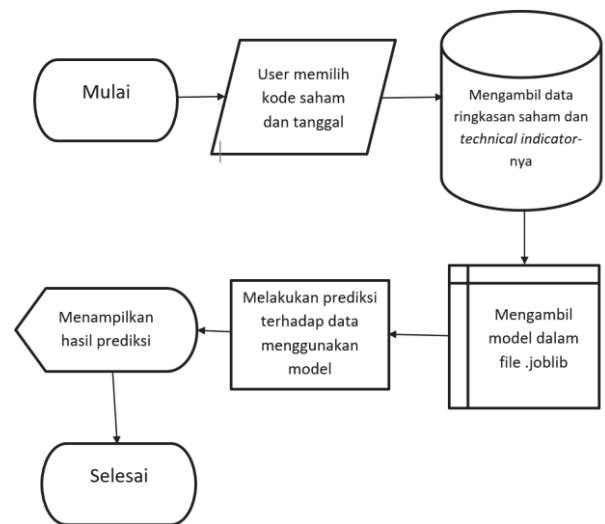 Mulai
User memilih
kode saham
dan tanggal
Mengambil data
ringkasan saham dan
technical indicator-
nya
Mengambil
model dalam
file .joblib
Melakukan prediksi
terhadap data
menggunakan
model
Menampilkan
hasil prediksi
Selesai